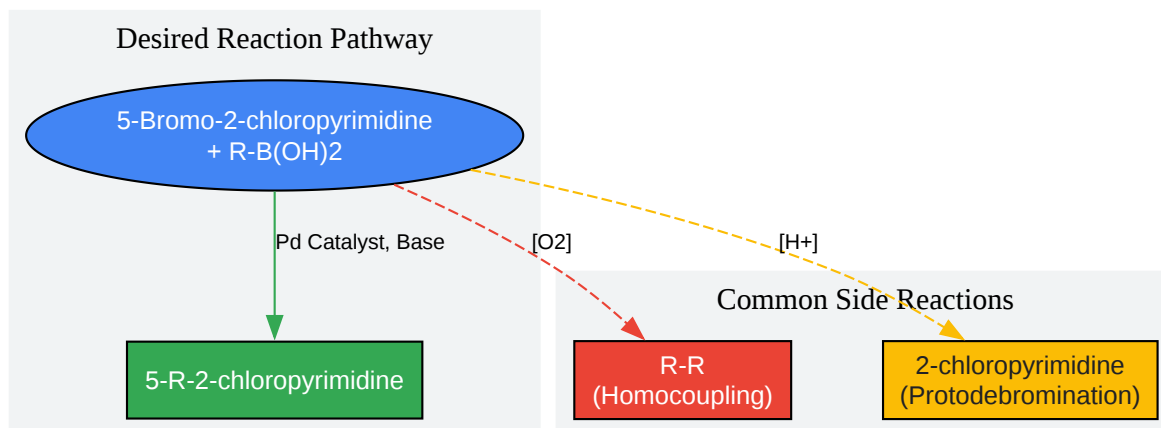 Desired Reaction Pathway
5-Bromo-2-chloropyrimidine
+ R-B(OH)2
Pd Catalyst, Base
[O2]
[H+]
Common Side Reactions
5-R-2-chloropyrimidine
R-R
(Homocoupling)
2-chloropyrimidine
(Protodebromination)